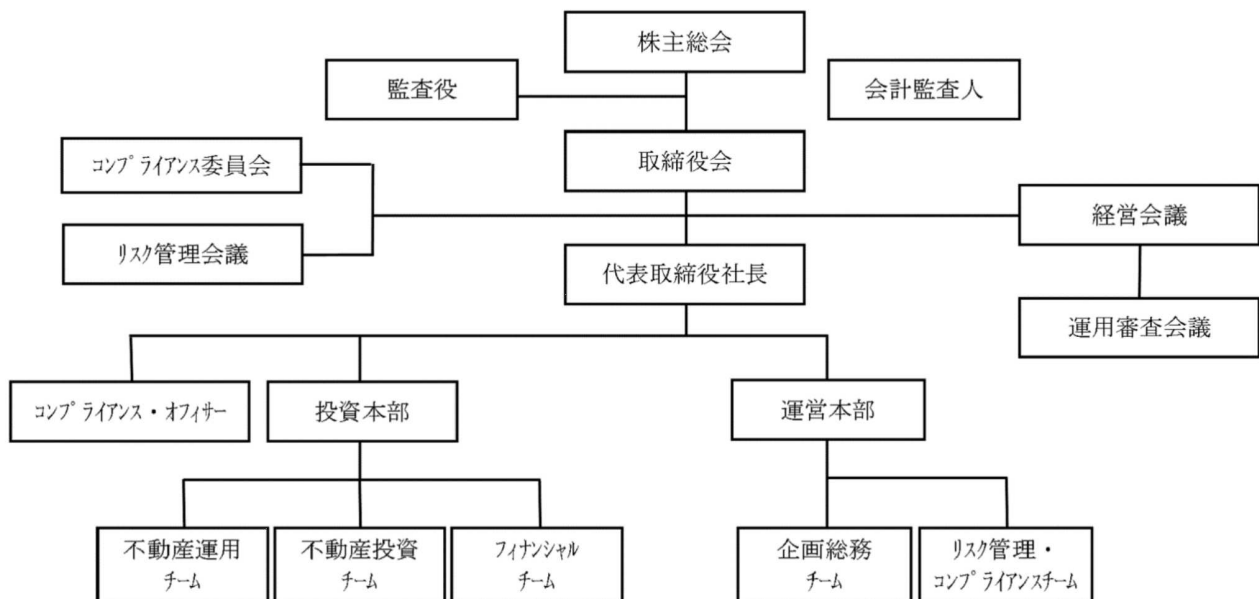 株主総会
監査役
会計監査人
コンプライアンス委員会
取締役会
経営会議
リスク管理会議
代表取締役社長
運用審査会議
コンプライアンス・オフィサー
投資本部
運営本部
不動産運用
チーム
不動産投資
チーム
フィナンシャル
チーム
企画総務
チーム
リスク管理・
コンプライアンスチーム